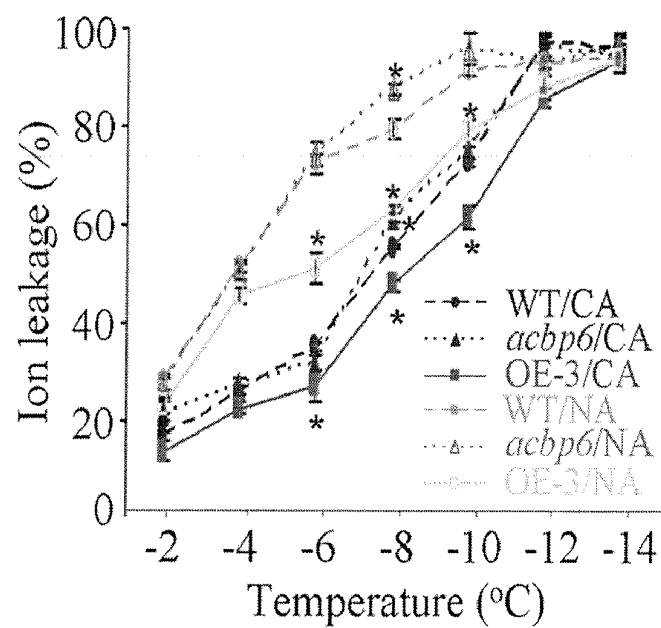 Ion leakage (%)
100
80
60
40
20
0
* * * * * * * * *
WT/CA
acbp6/CA
OE-3/CA
WT/NA
acbp6/NA
OE-3/NA
-2 -4 -6 -8 -10 -12 -14
Temperature (°C)